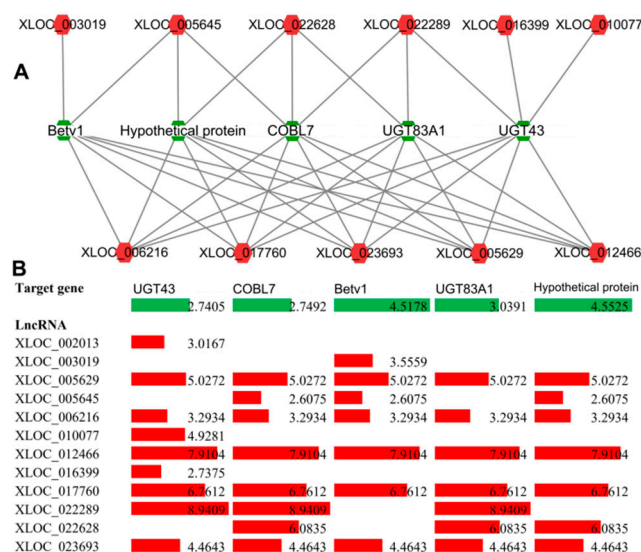 XLOC_003019 XLOC_005645 XLOC_022628 XLOC_022289 XLOC_016399 XLOC_010077
A
Betv1 Hypothetical protein COBL7 UGT83A1 UGT43
XLOC_006216 XLOC_017760 XLOC_023693 XLOC_005629 XLOC_012466
B
Target gene UGT43 COBL7 Betv1 UGT83A1 Hypothetical protein
2.7405 2.7492 4.5178 3.0391 4.5525
LncRNA
XLOC_002013 3.0167
XLOC_003019 3.5559
XLOC_005629 5.0272 5.0272 5.0272 5.0272 5.0272
XLOC_005645 2.6075 2.6075 2.6075
XLOC_006216 3.2934 3.2934 3.2934 3.2934 3.2934
XLOC_010077 4.9281
XLOC_012466 7.9104 7.9104 7.9104 7.9104 7.9104
XLOC_016399 2.7375
XLOC_017760 6.7612 6.7612 6.7612 6.7612 6.7612
XLOC_022289 8.9409 8.9409 8.9409
XLOC_022628 6.0835 6.0835 6.0835
XLOC_023693 4.4643 4.4643 4.4643 4.4643 4.4643